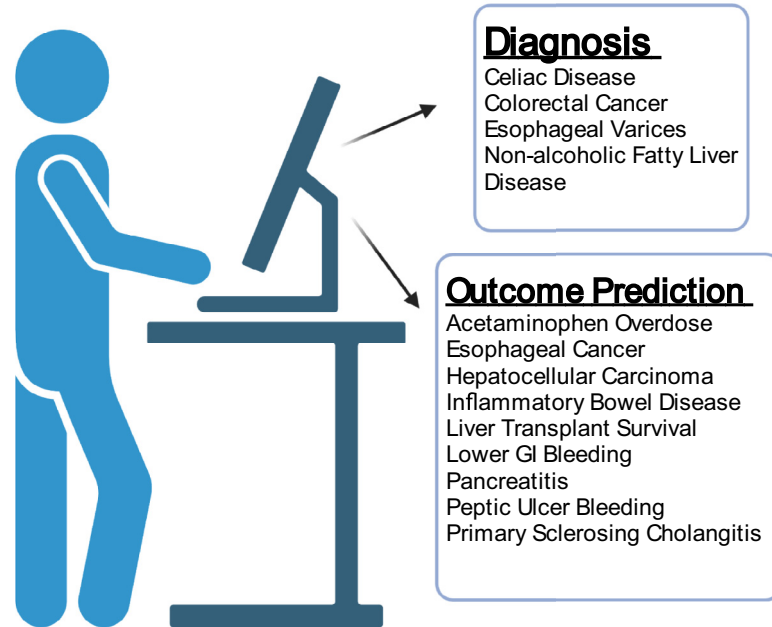 Diagnosis
Celiac Disease
Colorectal Cancer
Esophageal Varices
Non-alcoholic Fatty Liver
Disease
Outcome Prediction
Acetaminophen Overdose
Esophageal Cancer
Hepatocellular Carcinoma
Inflammatory Bowel Disease
Liver Transplant Survival
Lower GI Bleeding
Pancreatitis
Peptic Ulcer Bleeding
Primary Sclerosing Cholangitis